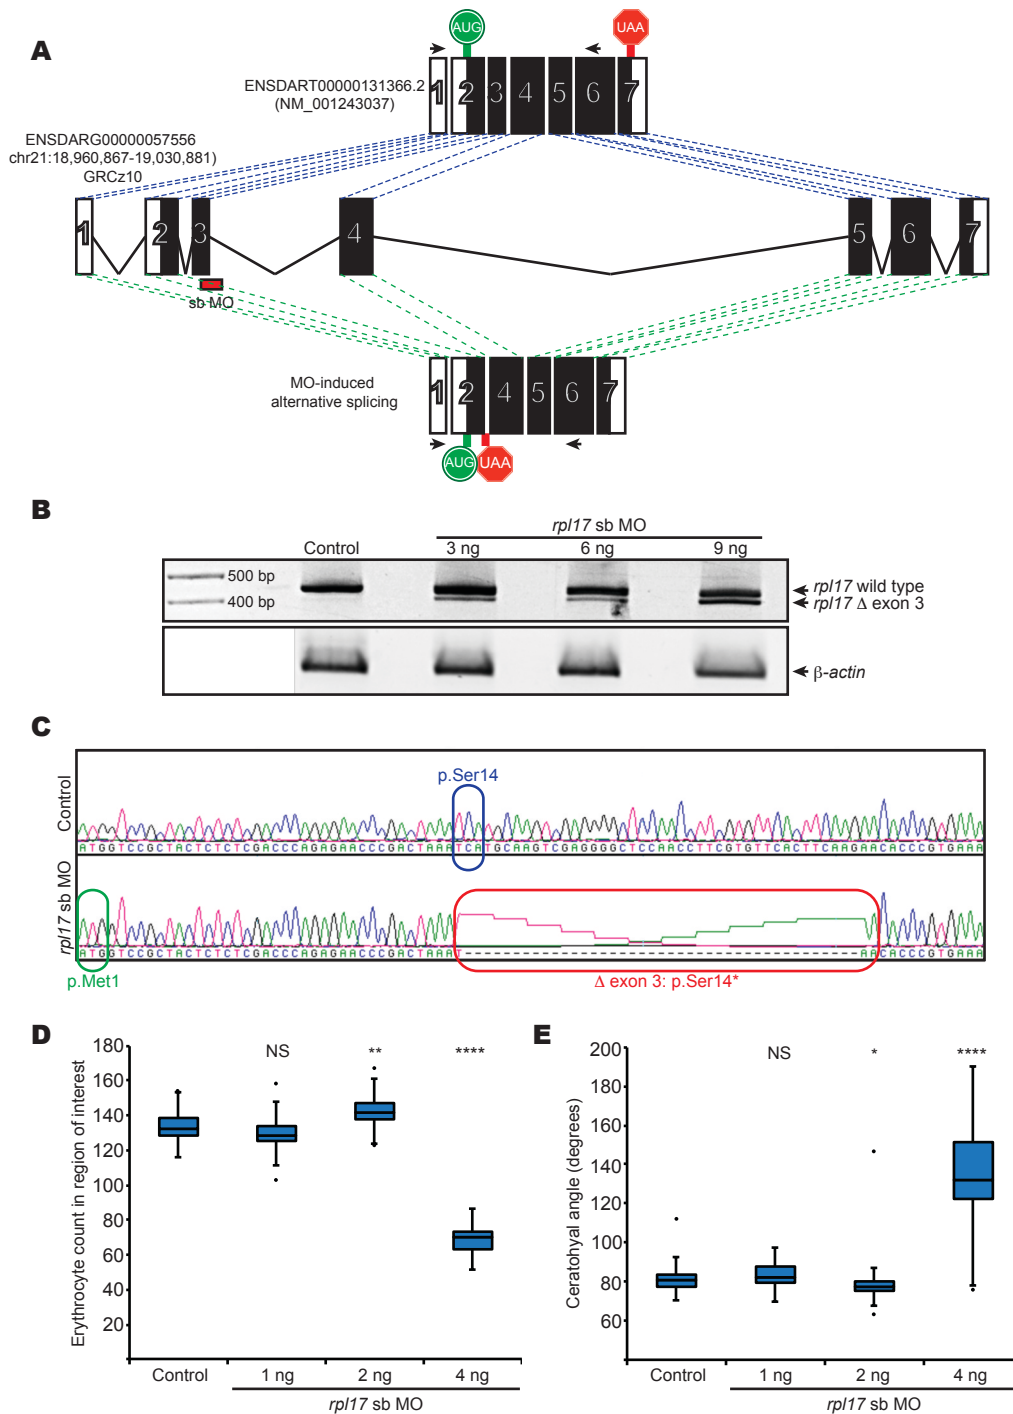 A
AUG
UAA
ENSDART00000131366.2
(NM_001243037)
1 2 3 4 5 6 7
ENSDARG00000057556
chr21:18,960,867-19,030,881)
GRCz10
1 2 3 4 5 6 7
sb MO
MO-induced
alternative splicing
1 2 4 5 6 7
AUG UAA
B
rpl17 sb MO
Control 3 ng 6 ng 9 ng
500 bp
400 bp
rpl17 wild type
rpl17 Δ exon 3
β-actin
C
Control
p.Ser14
ATGGTCCGCTACTCTCTCGACCCAGAGAACCCGACTAAATCATGCAAGTCGAGGGGCTCCAACCTTCGTGTTCACTTCAAGAACACCCGTGAAA
rpl17 sb MO
ATGGTCCGCTACTCTCTCGACCCAGAGAACCCGACTAAA-----------------------------------------------AACACCCGTGAAA
p.Met1
Δ exon 3: p.Ser14*
D
Erythrocyte count in region of interest
180
160
140
120
100
80
60
40
20
NS ** ****
Control 1 ng 2 ng 4 ng
rpl17 sb MO
E
Ceratohyal angle (degrees)
200
180
160
140
120
100
80
60
NS * ****
Control 1 ng 2 ng 4 ng
rpl17 sb MO